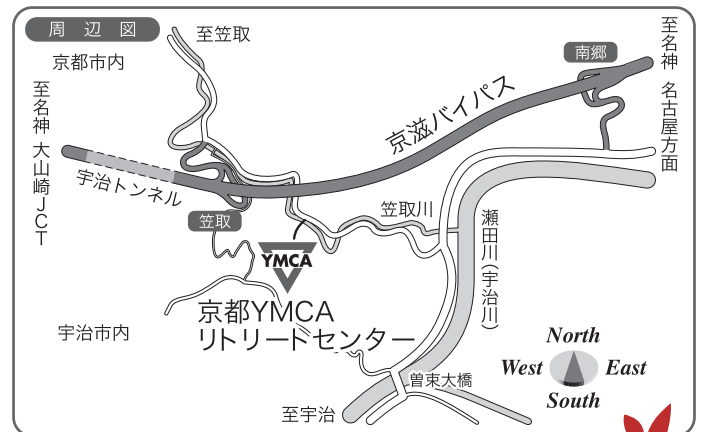 周辺図
至笠取
京都市内
至名神 大山崎JCT
宇治トンネル
京滋バイパス
南郷
至名神 名古屋方面
笠取
笠取川
瀬田川(宇治川)
YMCA
京都YMCA
リトリードセンター
宇治市内
曽束大橋
至宇治
North
West East
South